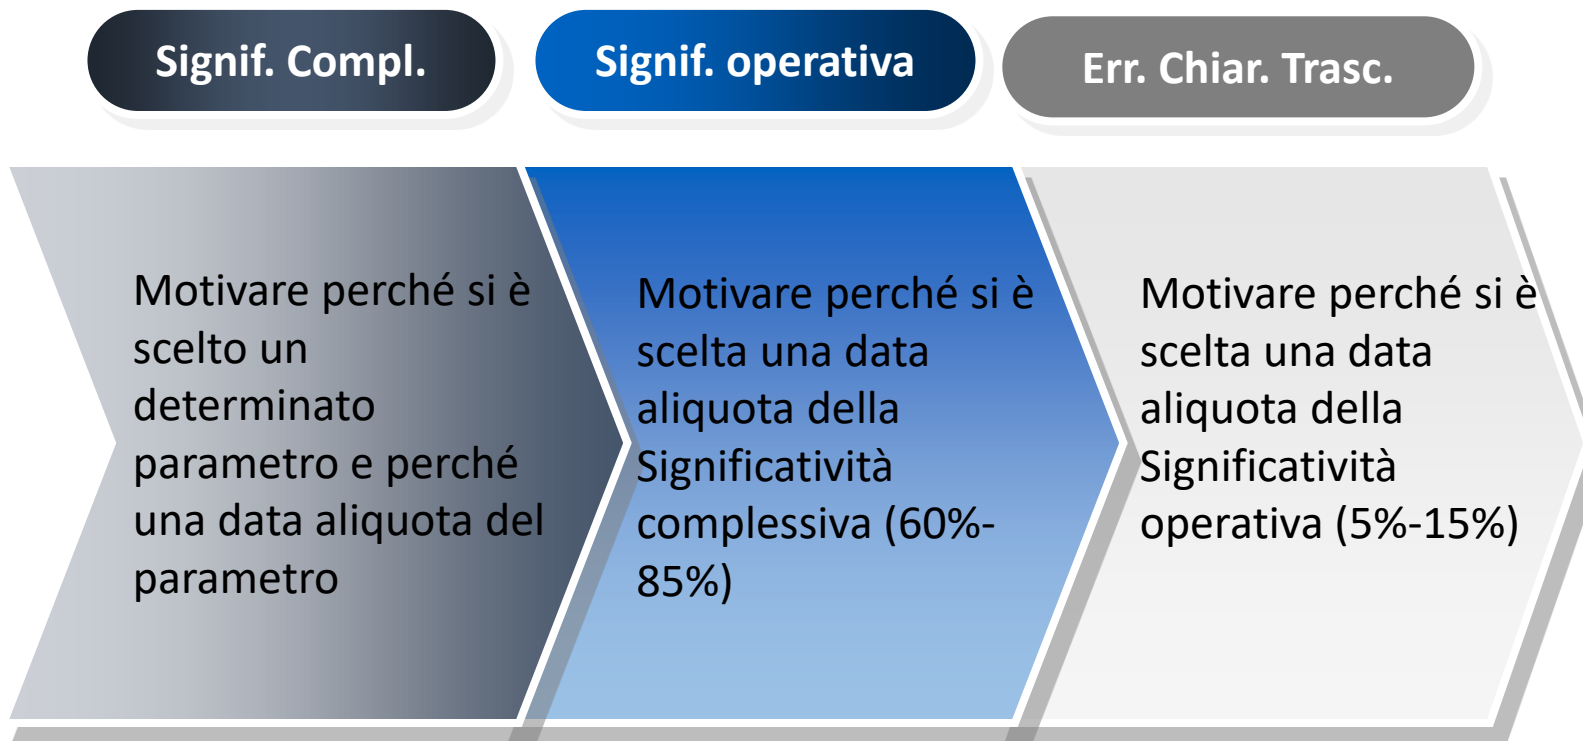 Signif. Compl.
Signif. operativa
Err. Chiar. Trasc.
Motivare perché si è
scelto un
determinato
parametro e perché
una data aliquota del
parametro
Motivare perché si è
scelta una data
aliquota della
Significatività
complessiva (60%-
85%)
Motivare perché si è
scelta una data
aliquota della
Significatività
operativa (5%-15%)